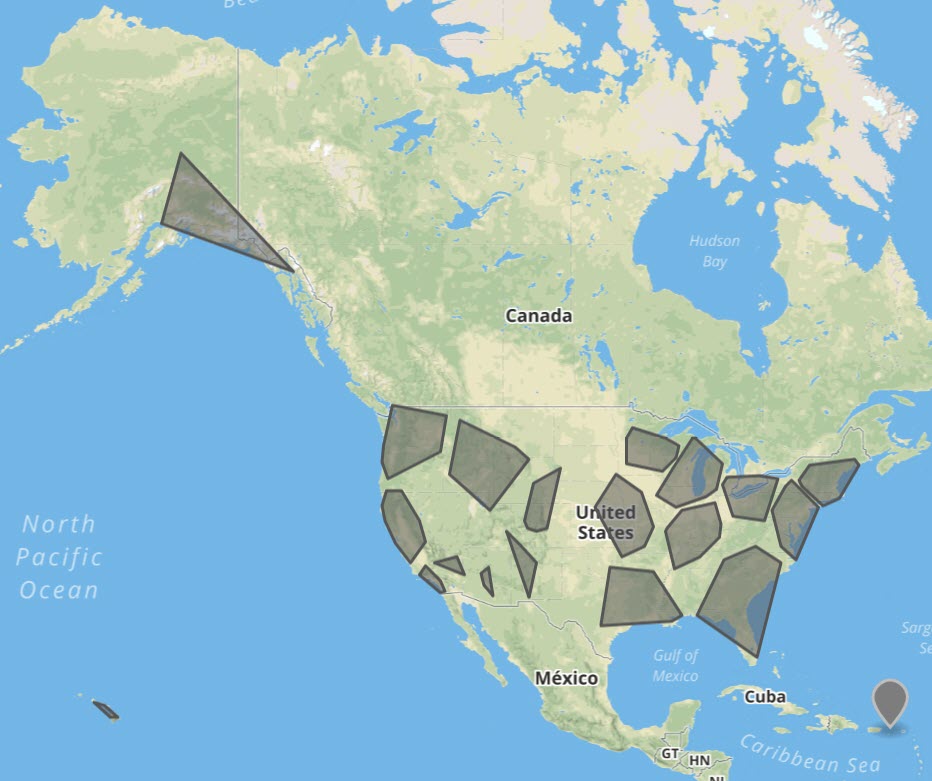 Hudson
Bay
Canada
North
Pacific
Ocean
United
States
Gulf of
Mexico
México
Cuba
GT
HN
Caribbean Sea